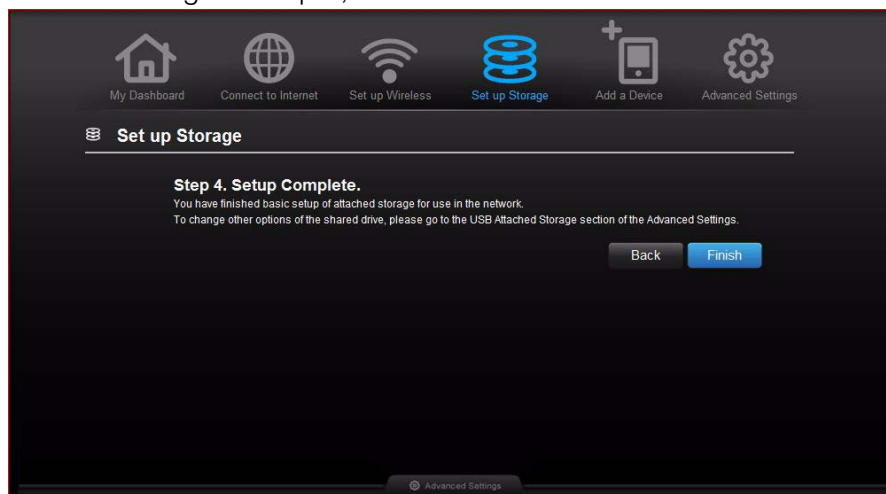 My Dashboard Connect to Internet Set up Wireless Set up Storage Add a Device Advanced Settings
Set up Storage
Step 4. Setup Complete.
You have finished basic setup of attached storage for use in the network.
To change other options of the shared drive, please go to the USB Attached Storage section of the Advanced Settings.
Back Finish
Advanced Settings